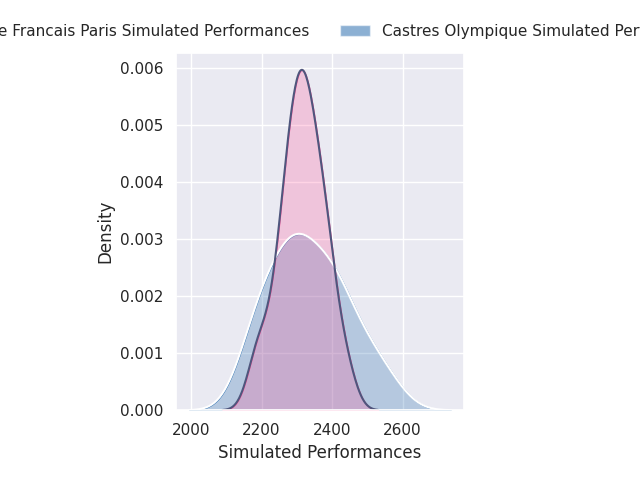 e Francais Paris Simulated Performances Castres Olympique Simulated Per
0.006
0.005
0.004
0.003
0.002
0.001
0.000
Density
2000 2200 2400 2600
Simulated Performances